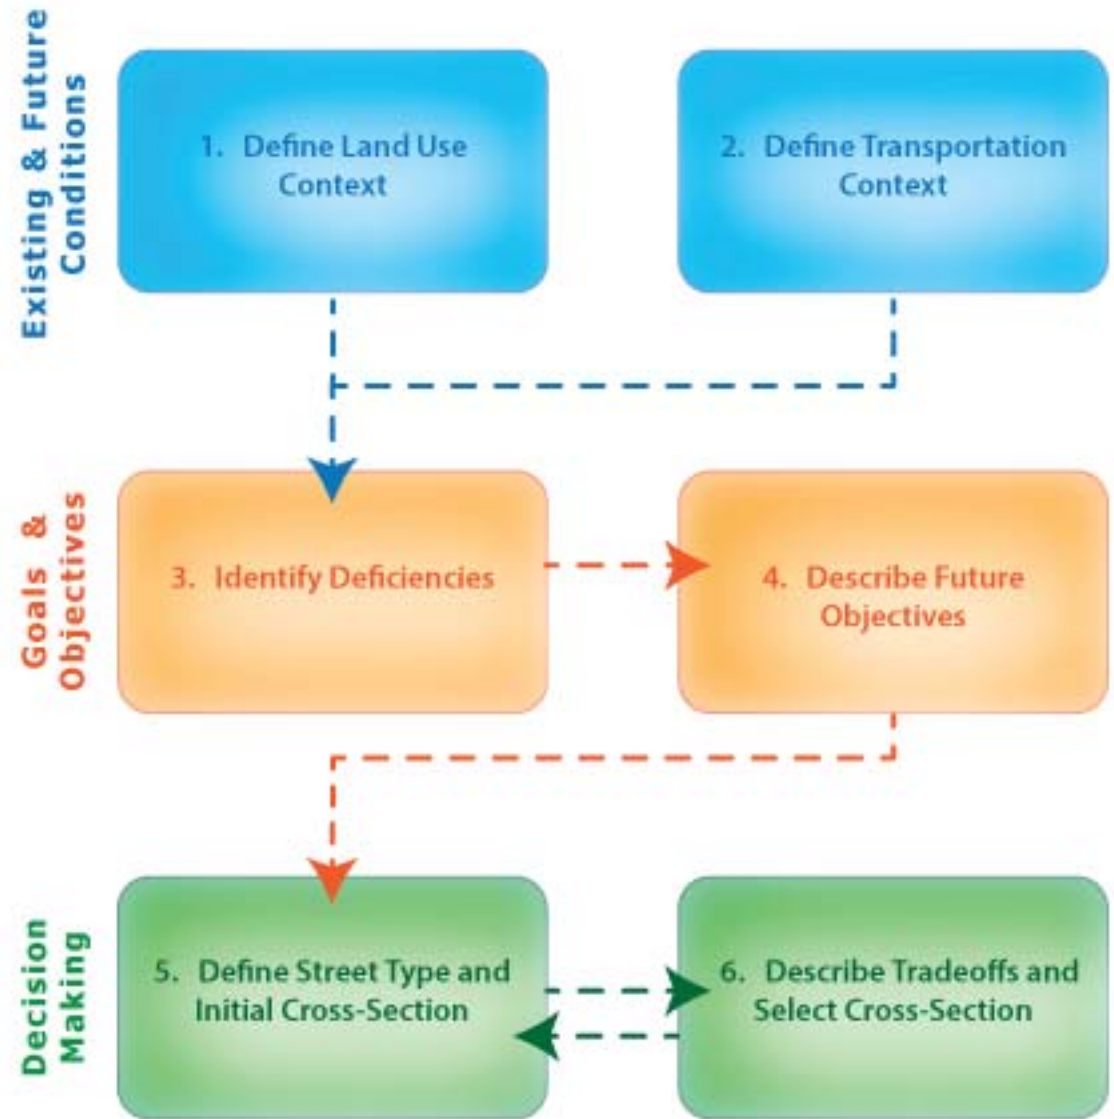 Existing & Future
Conditions
1. Define Land Use
Context
2. Define Transportation
Context
Goals &
Objectives
3. Identify Deficiencies
4. Describe Future
Objectives
Decision
Making
5. Define Street Type and
Initial Cross-Section
6. Describe Tradeoffs and
Select Cross-Section